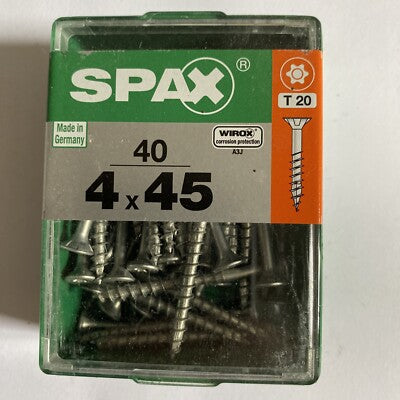 SPAX®
T 20
Made in
Germany
WIROX®
corrosion protection
A3J
40
4 x 45